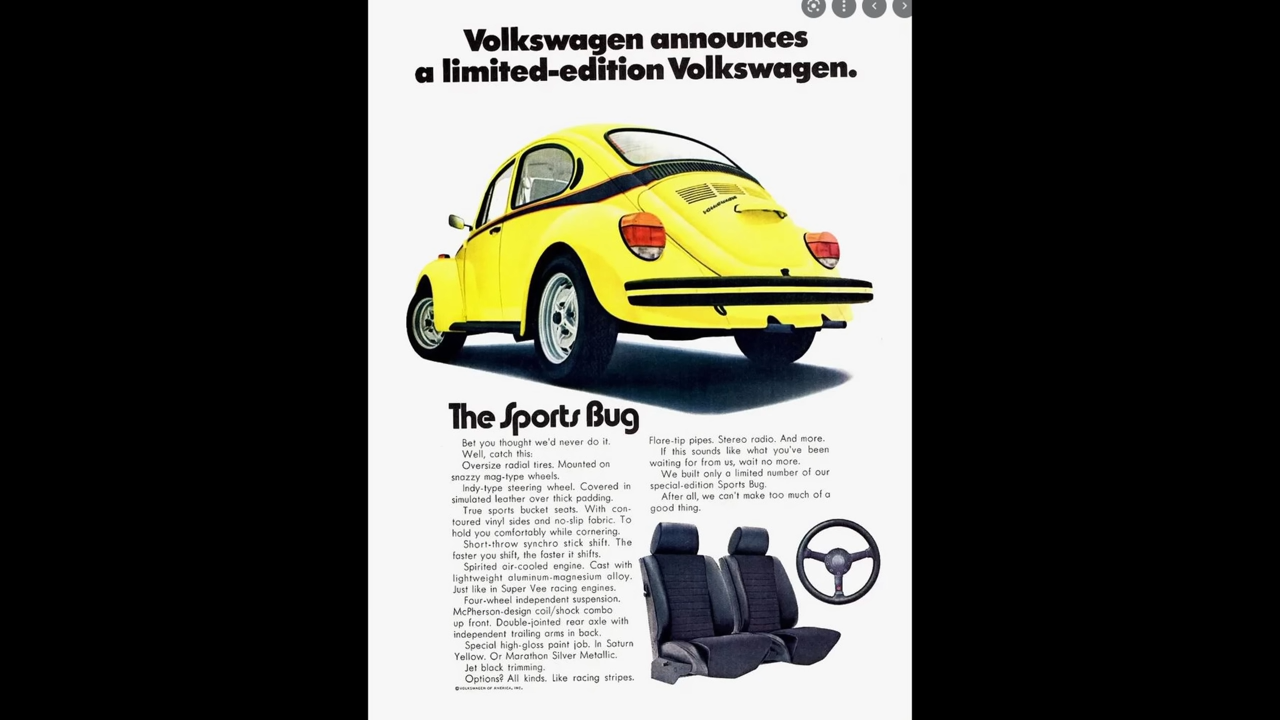 Volkswagen announces
a limited-edition Volkswagen.
Volkswagen
The Sports Bug
Bet you thought we'd never do it.
Well, catch this:
Oversize radial tires. Mounted on
snazzy mag-type wheels.
Indy-type steering wheel. Covered in
simulated leather over thick padding.
True sports bucket seats. With con-
toured vinyl sides and no-slip fabric. To
hold you comfortably while cornering.
Short-throw synchro stick shift. The
faster you shift, the faster it shifts.
Spirited air-cooled engine. Cast with
lightweight aluminum-magnesium alloy.
Just like in Super Vee racing engines.
Four-wheel independent suspension.
McPherson-design coil/shock combo
up front. Double-jointed rear axle with
independent trailing arms in back.
Special high-gloss paint job. In Saturn
Yellow. Or Marathon Silver Metallic.
Jet black trimming.
Options? All kinds. Like racing stripes.
©VOLKSWAGEN OF AMERICA, INC.
Flare-tip pipes. Stereo radio. And more.
If this sounds like what you've been
waiting for from us, wait no more.
We built only a limited number of our
special-edition Sports Bug.
After all, we can't make too much of a
good thing.